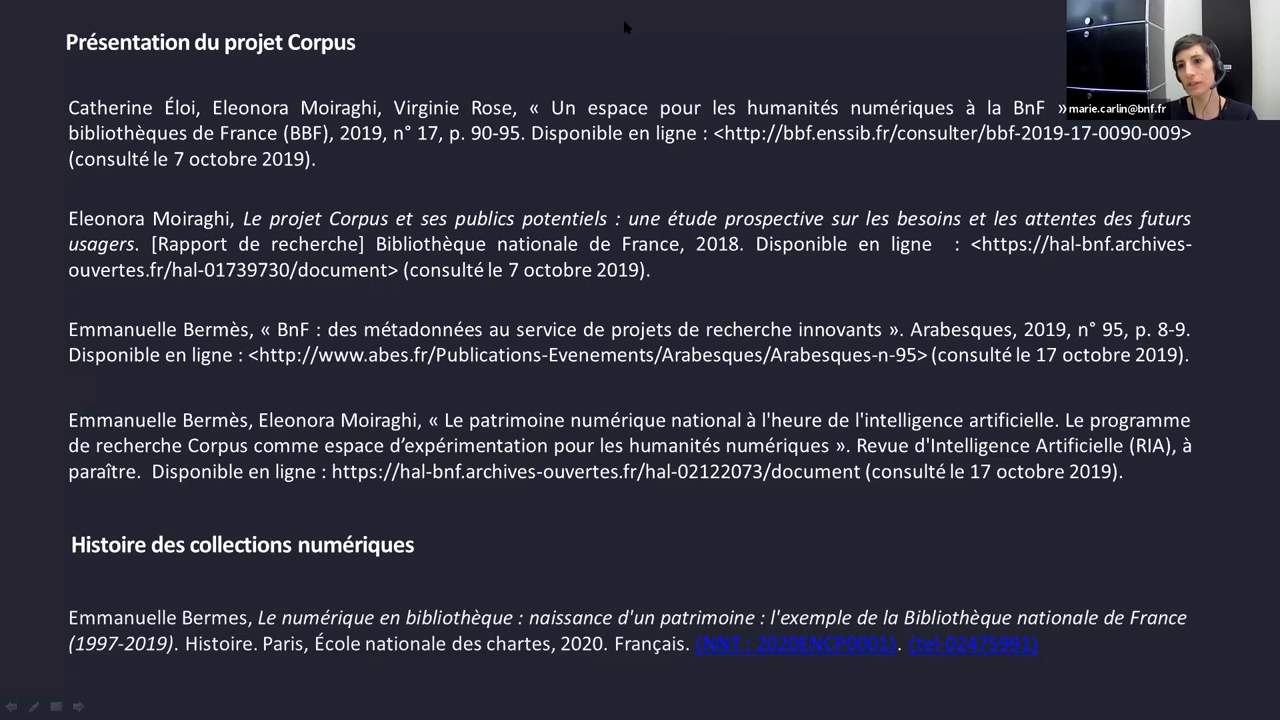 Présentation du projet Corpus
marie.carlin@bnf.fr
Catherine Éloi, Eleonora Moiraghi, Virginie Rose, « Un espace pour les humanités numériques à la BnF »
bibliothèques de France (BBF), 2019, n° 17, p. 90-95. Disponible en ligne : <http://bbf.enssib.fr/consulter/bbf-2019-17-0090-009>
(consulté le 7 octobre 2019).
Eleonora Moiraghi, Le projet Corpus et ses publics potentiels : une étude prospective sur les besoins et les attentes des futurs
usagers. [Rapport de recherche] Bibliothèque nationale de France, 2018. Disponible en ligne : <https://hal-bnf.archives-
ouvertes.fr/hal-01739730/document> (consulté le 7 octobre 2019).
Emmanuelle Bermès, « BnF : des métadonnées au service de projets de recherche innovants ». Arabesques, 2019, n° 95, p. 8-9.
Disponible en ligne : <http://www.abes.fr/Publications-Evenements/Arabesques/Arabesques-n-95> (consulté le 17 octobre 2019).
Emmanuelle Bermès, Eleonora Moiraghi, « Le patrimoine numérique national à l'heure de l'intelligence artificielle. Le programme
de recherche Corpus comme espace d’expérimentation pour les humanités numériques ». Revue d'Intelligence Artificielle (RIA), à
paraître. Disponible en ligne : https://hal-bnf.archives-ouvertes.fr/hal-02122073/document (consulté le 17 octobre 2019).
Histoire des collections numériques
Emmanuelle Bermes, Le numérique en bibliothèque : naissance d'un patrimoine : l'exemple de la Bibliothèque nationale de France
(1997-2019). Histoire. Paris, École nationale des chartes, 2020. Français. ⟨NNT : 2020ENCP0001⟩. ⟨tel-02475991⟩